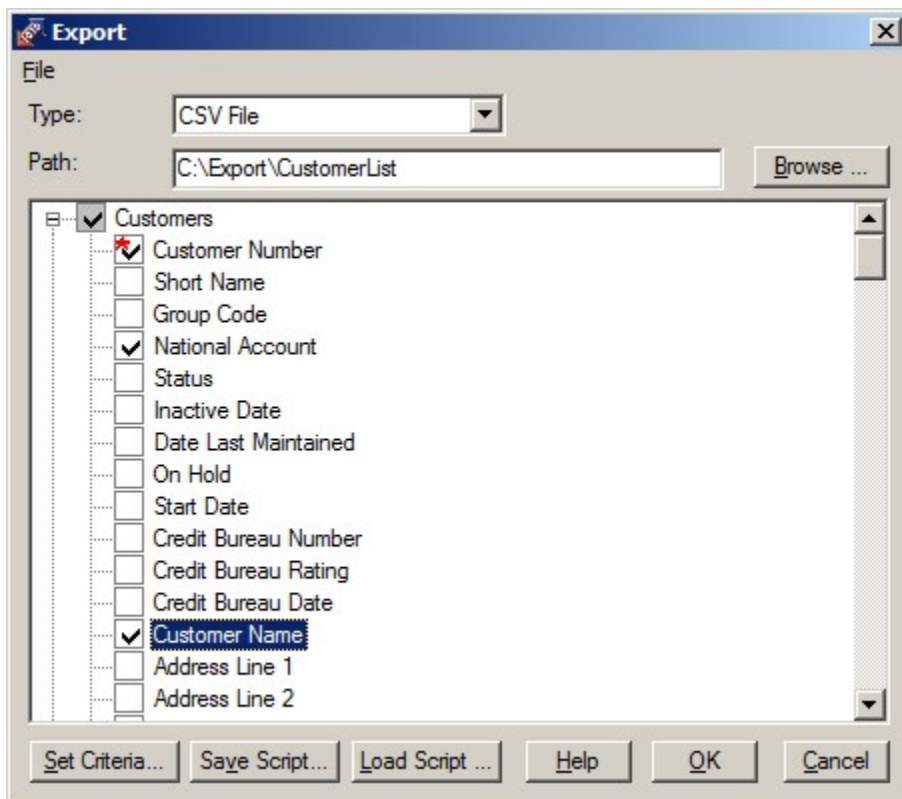 Export
File
Type: CSV File
Path: C:\Export\CustomerList Browse ...
Customers
Customer Number
Short Name
Group Code
National Account
Status
Inactive Date
Date Last Maintained
On Hold
Start Date
Credit Bureau Number
Credit Bureau Rating
Credit Bureau Date
Customer Name
Address Line 1
Address Line 2
Set Criteria... Save Script... Load Script ... Help OK Cancel